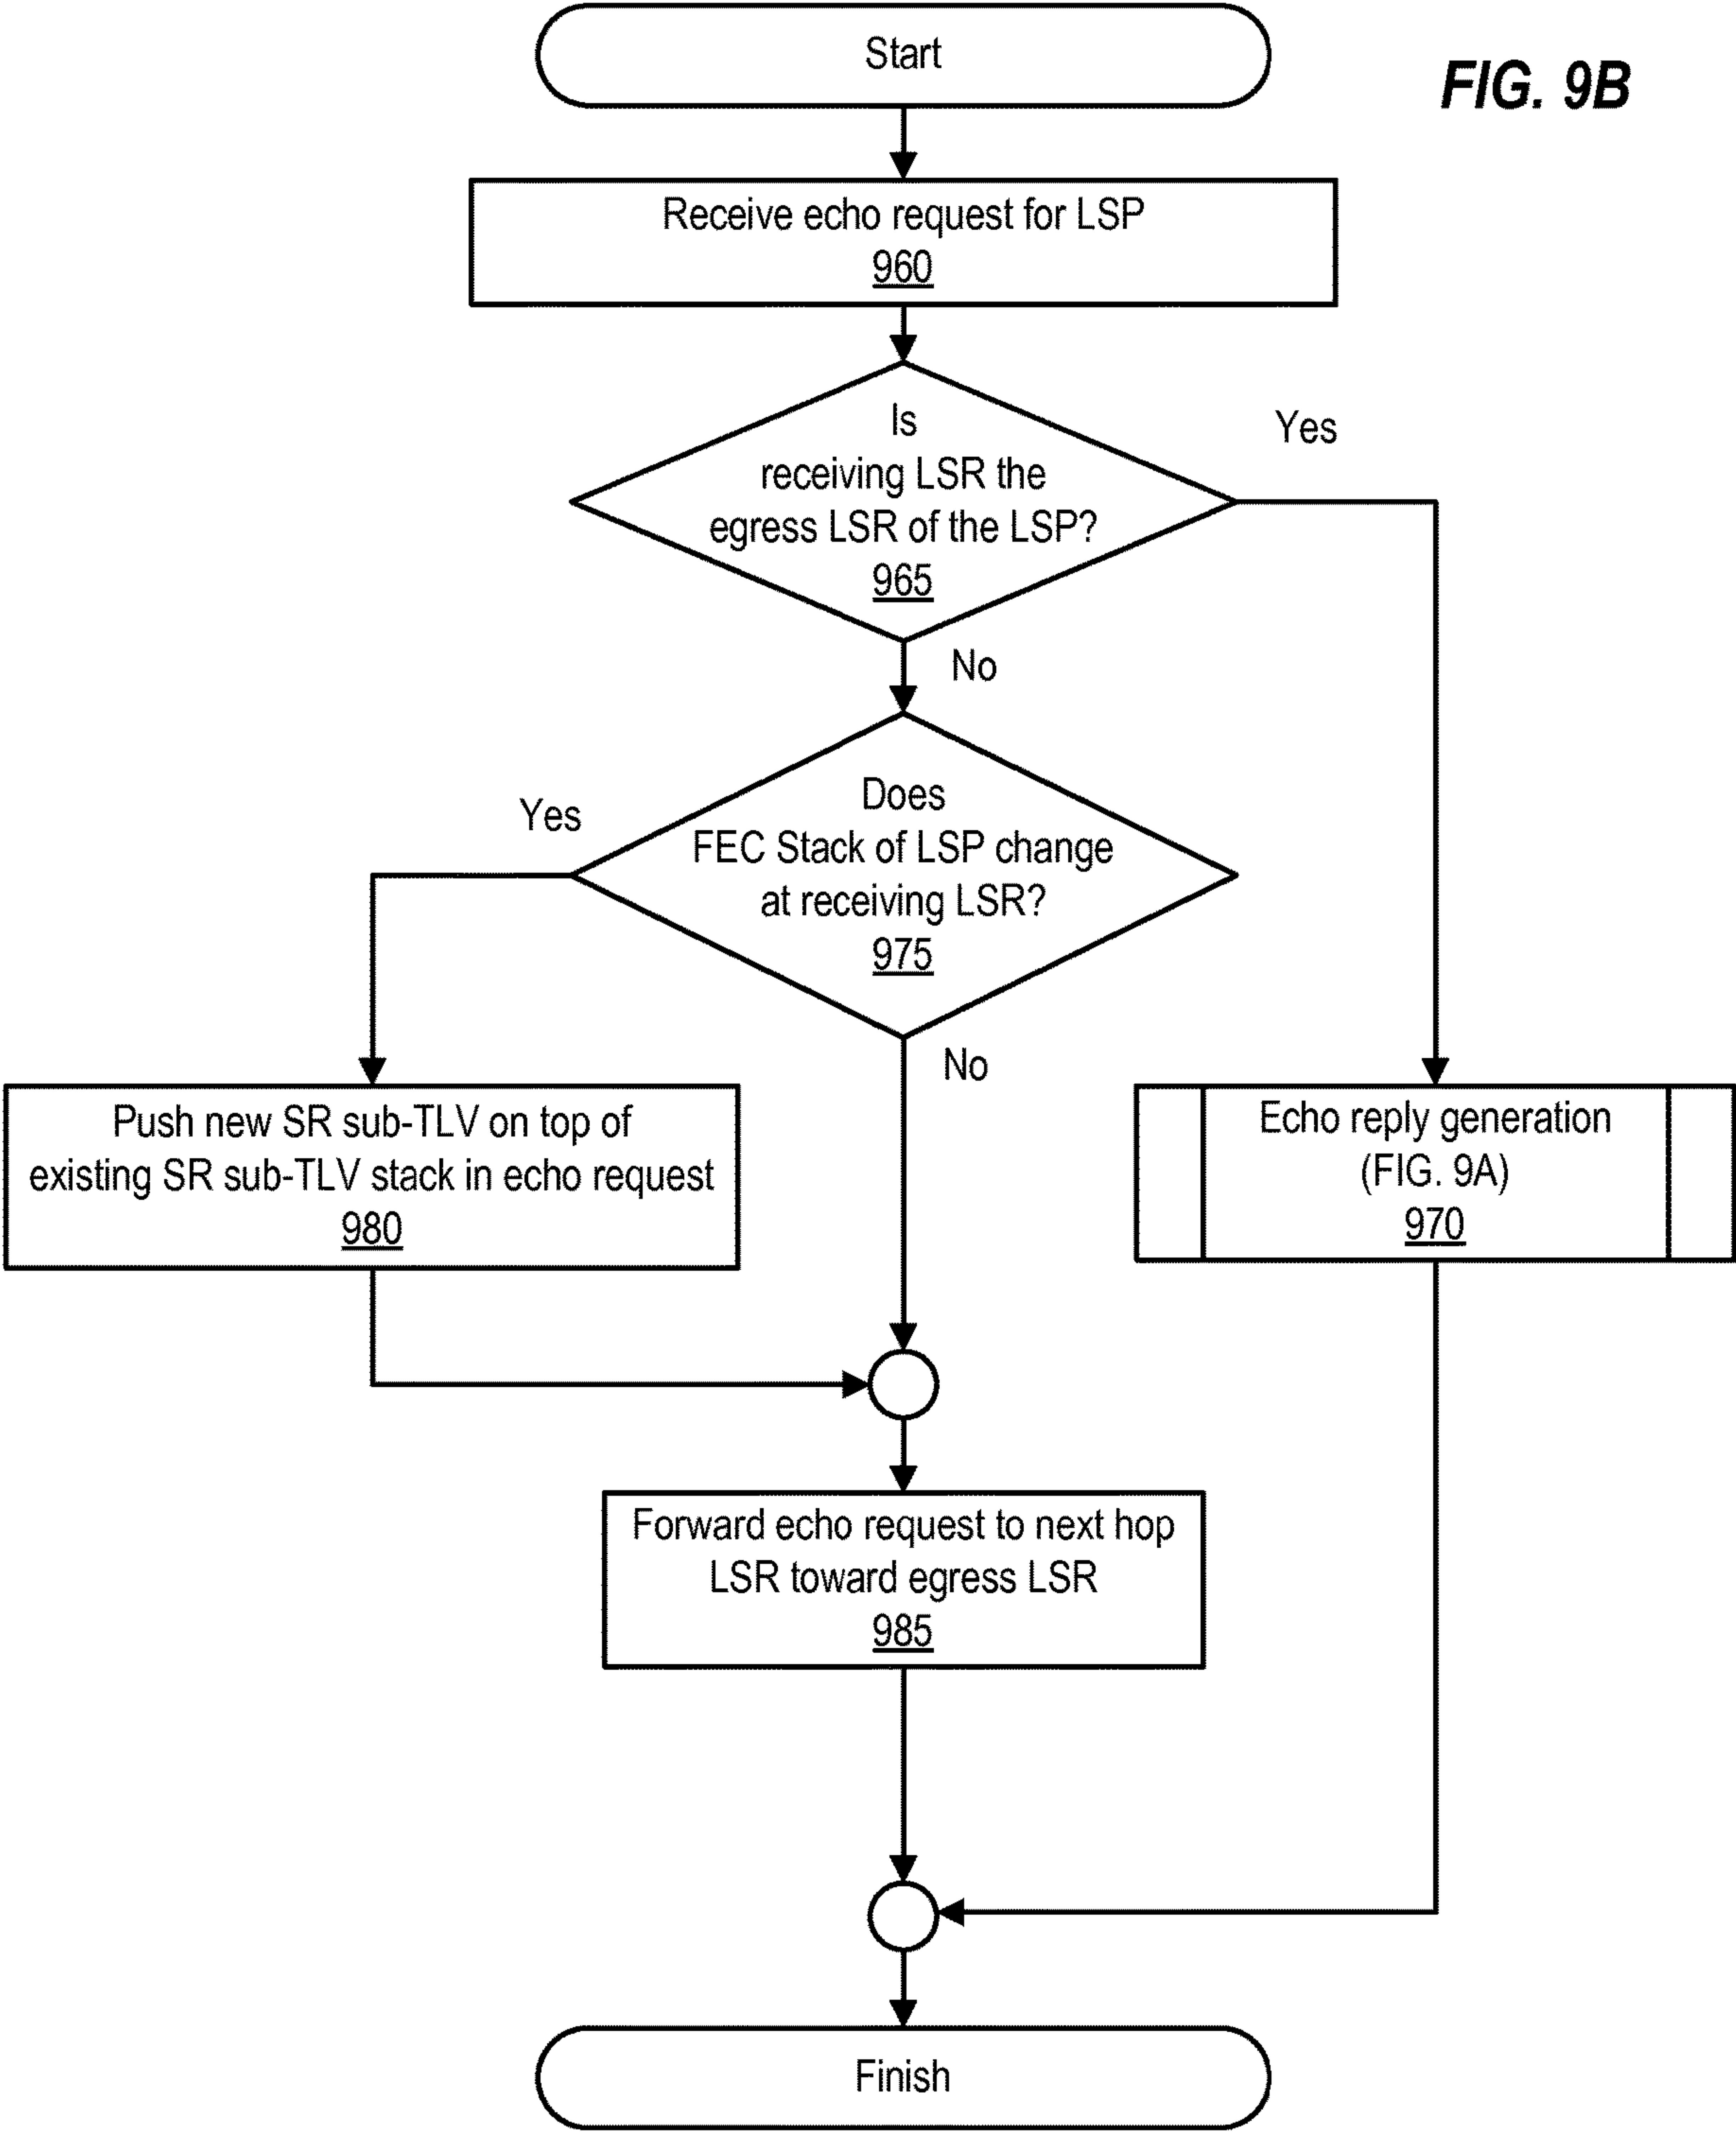 Start
FIG. 9B
Receive echo request for LSP
960
Is
receiving LSR the
egress LSR of the LSP?
965
Yes
No
Does
FEC Stack of LSP change
at receiving LSR?
975
Yes
No
Push new SR sub-TLV on top of
existing SR sub-TLV stack in echo request
980
Echo reply generation
(FIG. 9A)
970
Forward echo request to next hop
LSR toward egress LSR
985
Finish